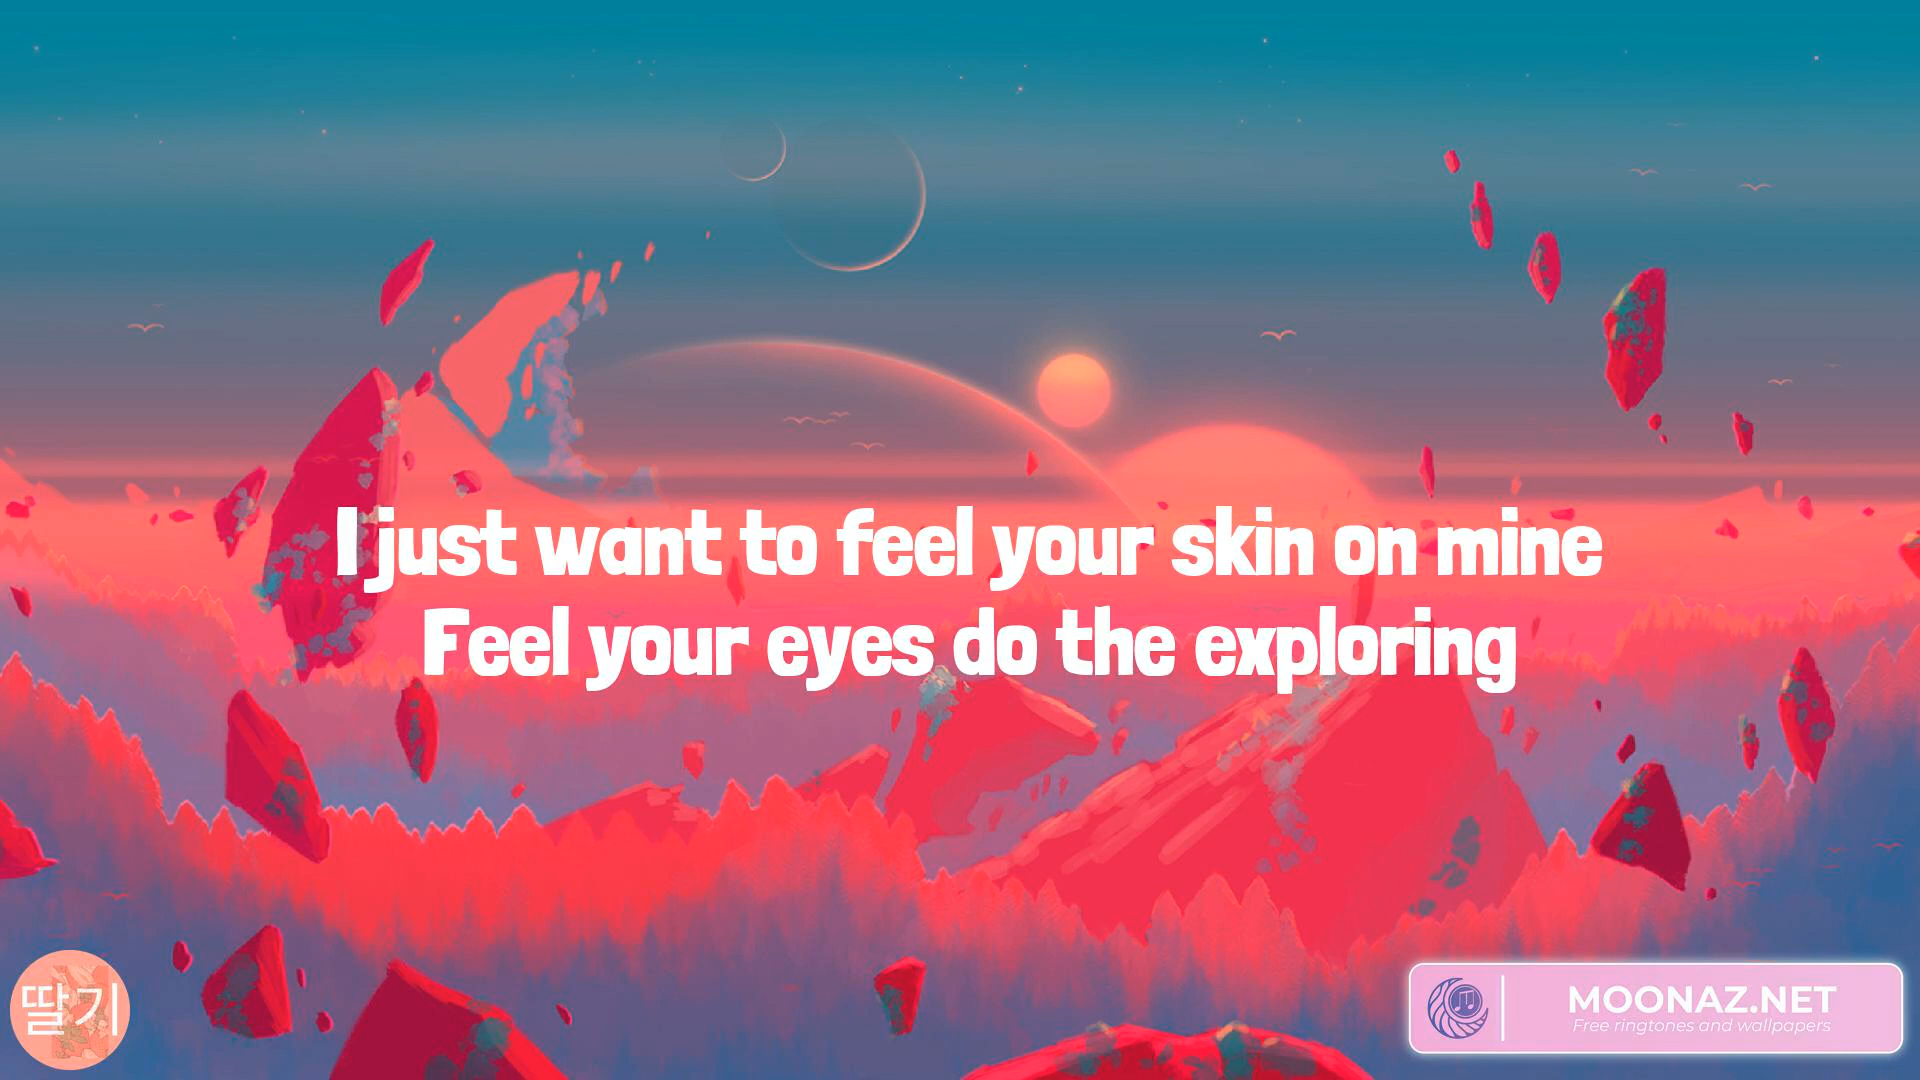 I just want to feel your skin on mine
Feel your eyes do the exploring
딸기
MOONAZ.NET
Free ringtones and wallpapers